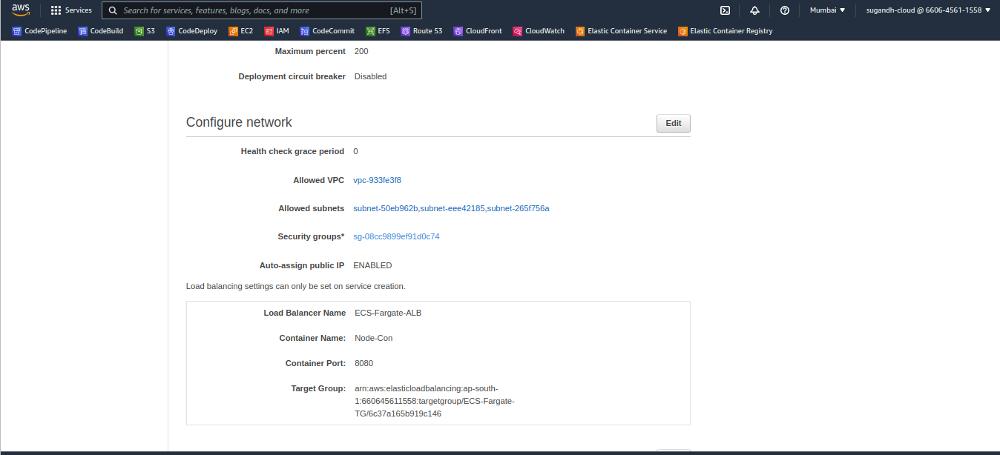 aws Services Search for services, features, blogs, docs, and more [Alt+S] Mumbai ▼ sugandh-cloud @ 6606-4561-1558 ▼
CodePipeline CodeBuild S3 CodeDeploy EC2 IAM CodeCommit EFS Route 53 CloudFront CloudWatch Elastic Container Service Elastic Container Registry
Maximum percent 200
Deployment circuit breaker Disabled
Configure network Edit
Health check grace period 0
Allowed VPC vpc-933fe3f8
Allowed subnets subnet-50eb962b,subnet-eee42185,subnet-265f756a
Security groups* sg-08cc9899ef91d0c74
Auto-assign public IP ENABLED
Load balancing settings can only be set on service creation.
Load Balancer Name ECS-Fargate-ALB
Container Name: Node-Con
Container Port: 8080
Target Group: arn:aws:elasticloadbalancing:ap-south-
1:660645611558:targetgroup/ECS-Fargate-
TG/6c37a165b919c146